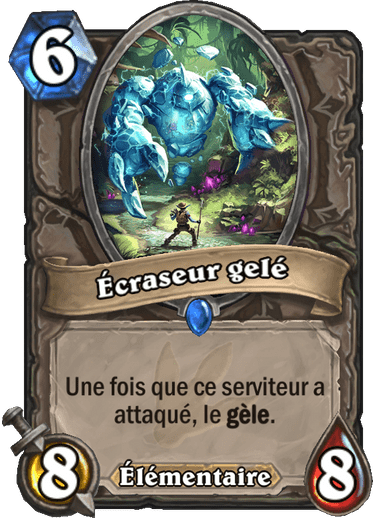 6
Écraseur gelé
Une fois que ce serviteur a
attaqué, le gèle.
8
Élémentaire
8